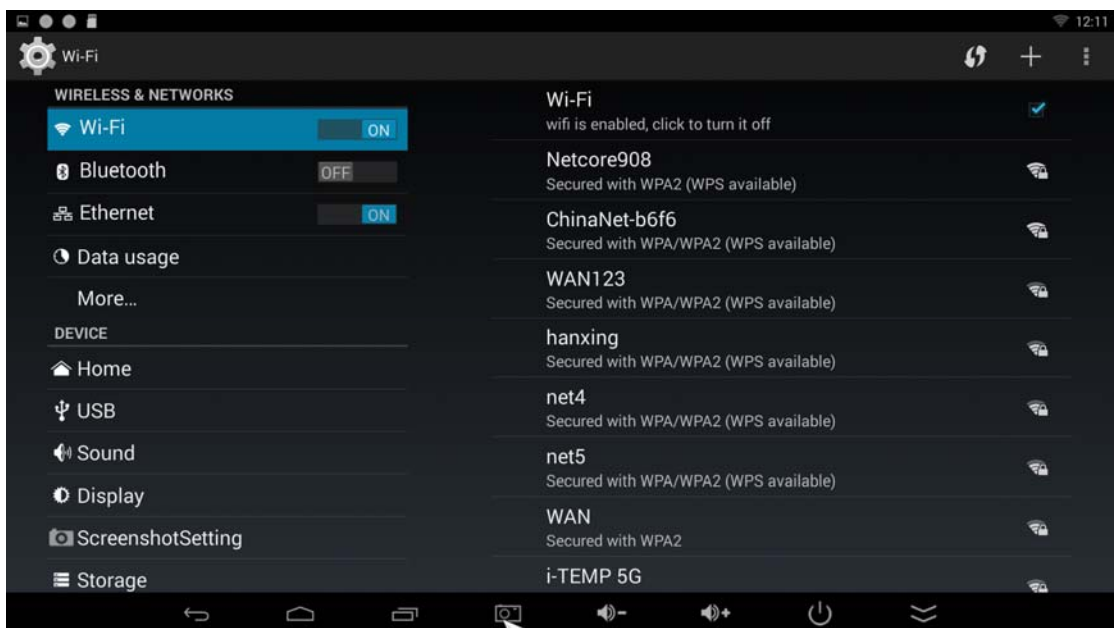 12:11
Wi-Fi
WIRELESS & NETWORKS
Wi-Fi ON
Bluetooth OFF
Ethernet ON
Data usage
More...
DEVICE
Home
USB
Sound
Display
ScreenshotSetting
Storage
Wi-Fi
wifi is enabled, click to turn it off
Netcore908
Secured with WPA2 (WPS available)
ChinaNet-b6f6
Secured with WPA/WPA2 (WPS available)
WAN123
Secured with WPA/WPA2 (WPS available)
hanxing
Secured with WPA/WPA2 (WPS available)
net4
Secured with WPA/WPA2 (WPS available)
net5
Secured with WPA/WPA2 (WPS available)
WAN
Secured with WPA2
i-TEMP 5G